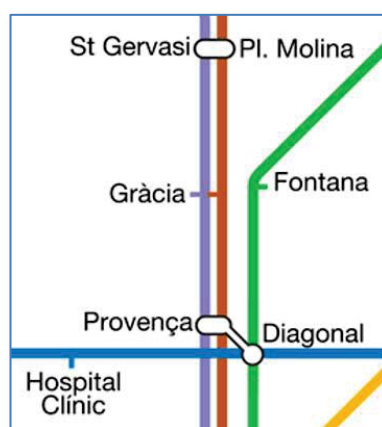 St Gervasi Pl. Molina
Gràcia
Fontana
Provença
Diagonal
Hospital
Clínic